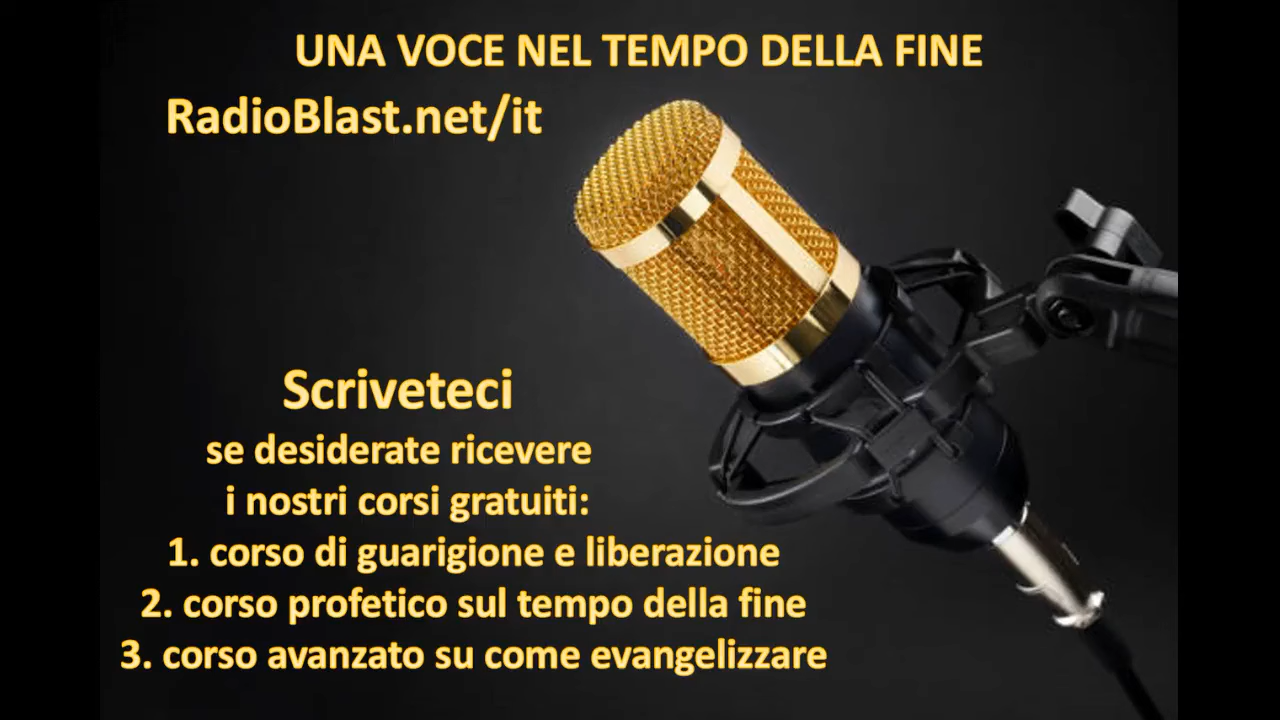 UNA VOCE NEL TEMPO DELLA FINE
RadioBlast.net/it
Scriveteci
se desiderate ricevere
i nostri corsi gratuiti:
1. corso di guarigione e liberazione
2. corso profetico sul tempo della fine
3. corso avanzato su come evangelizzare